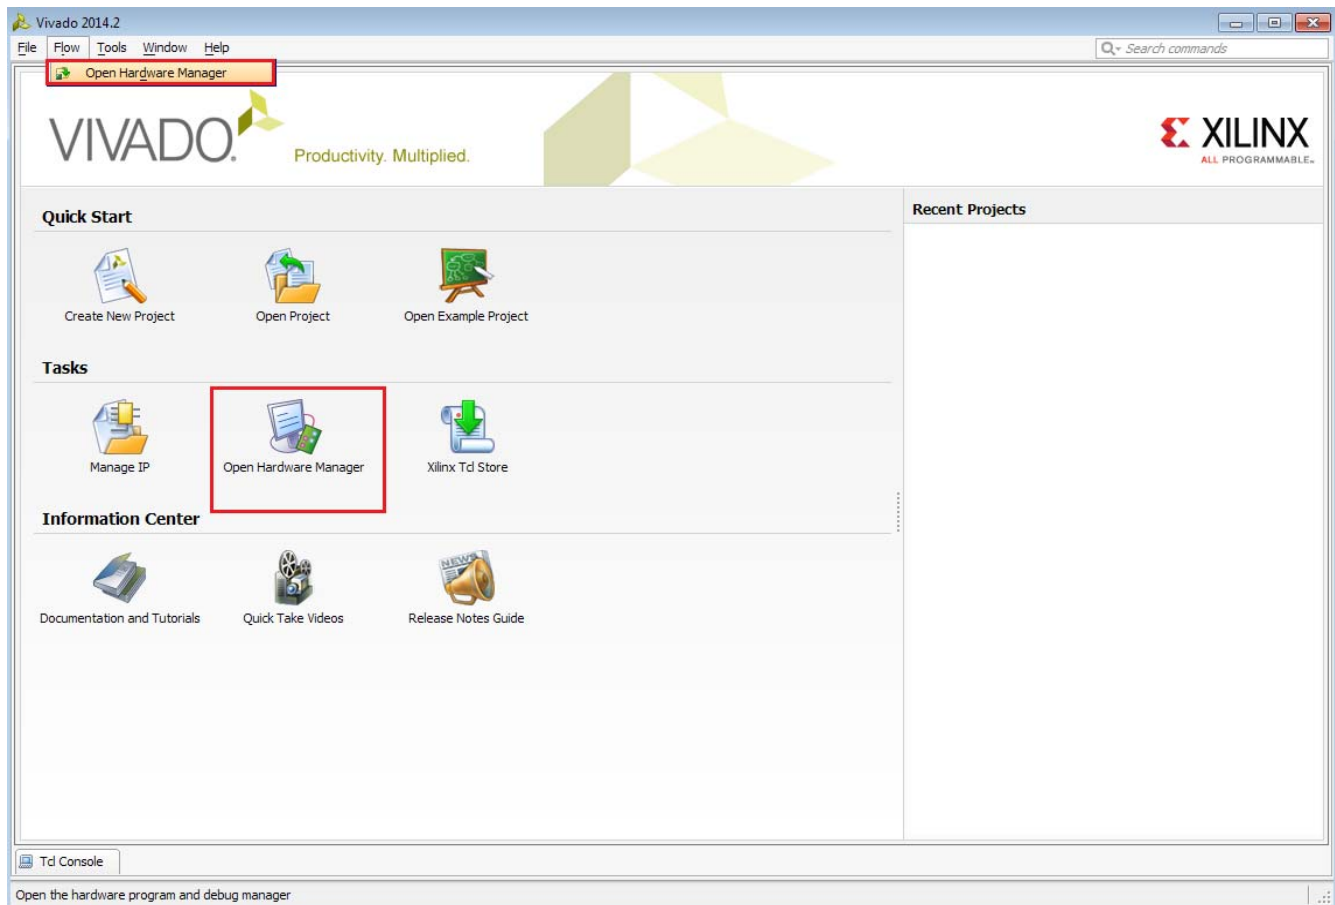 Vivado 2014.2
File Flow Tools Window Help
Search commands
Open Hardware Manager
VIVADO.
Productivity. Multiplied.
XILINX
ALL PROGRAMMABLE™
Quick Start
Recent Projects
Create New Project
Open Project
Open Example Project
Tasks
Manage IP
Open Hardware Manager
Xilinx Tcl Store
Information Center
NEWS
Documentation and Tutorials
Quick Take Videos
Release Notes Guide
Tcl Console
Open the hardware program and debug manager